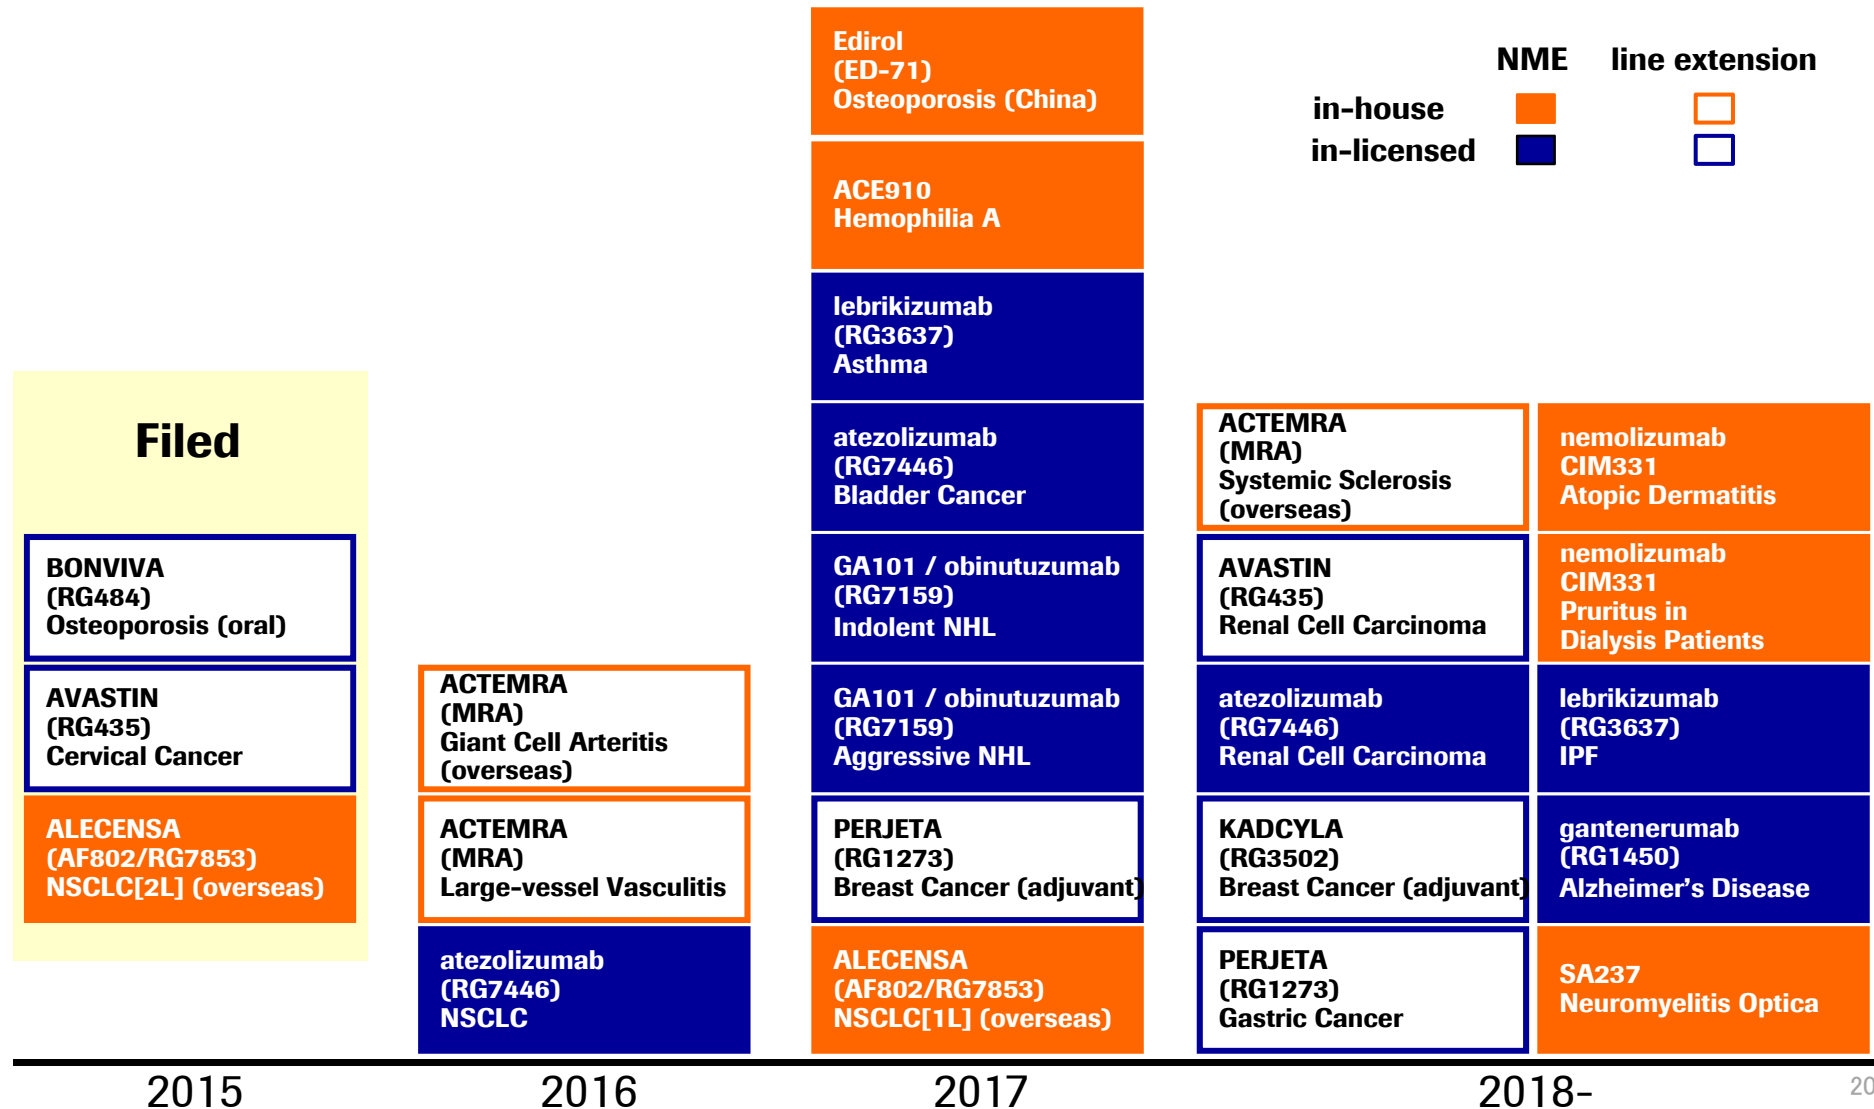 NME line extension
in-house
in-licensed
Filed
BONVIVA
(RG484)
Osteoporosis (oral)
AVASTIN
(RG435)
Cervical Cancer
ALECENSA
(AF802/RG7853)
NSCLC[2L] (overseas)
ACTEMRA
(MRA)
Giant Cell Arteritis
(overseas)
ACTEMRA
(MRA)
Large-vessel Vasculitis
atezolizumab
(RG7446)
NSCLC
Edirol
(ED-71)
Osteoporosis (China)
ACE910
Hemophilia A
lebrikizumab
(RG3637)
Asthma
atezolizumab
(RG7446)
Bladder Cancer
GA101 / obinutuzumab
(RG7159)
Indolent NHL
GA101 / obinutuzumab
(RG7159)
Aggressive NHL
PERJETA
(RG1273)
Breast Cancer (adjuvant)
ALECENSA
(AF802/RG7853)
NSCLC[1L] (overseas)
ACTEMRA
(MRA)
Systemic Sclerosis
(overseas)
AVASTIN
(RG435)
Renal Cell Carcinoma
atezolizumab
(RG7446)
Renal Cell Carcinoma
KADCYLA
(RG3502)
Breast Cancer (adjuvant)
PERJETA
(RG1273)
Gastric Cancer
nemolizumab
CIM331
Atopic Dermatitis
nemolizumab
CIM331
Pruritus in
Dialysis Patients
lebrikizumab
(RG3637)
IPF
gantenerumab
(RG1450)
Alzheimer's Disease
SA237
Neuromyelitis Optica
2015 2016 2017 2018-
20